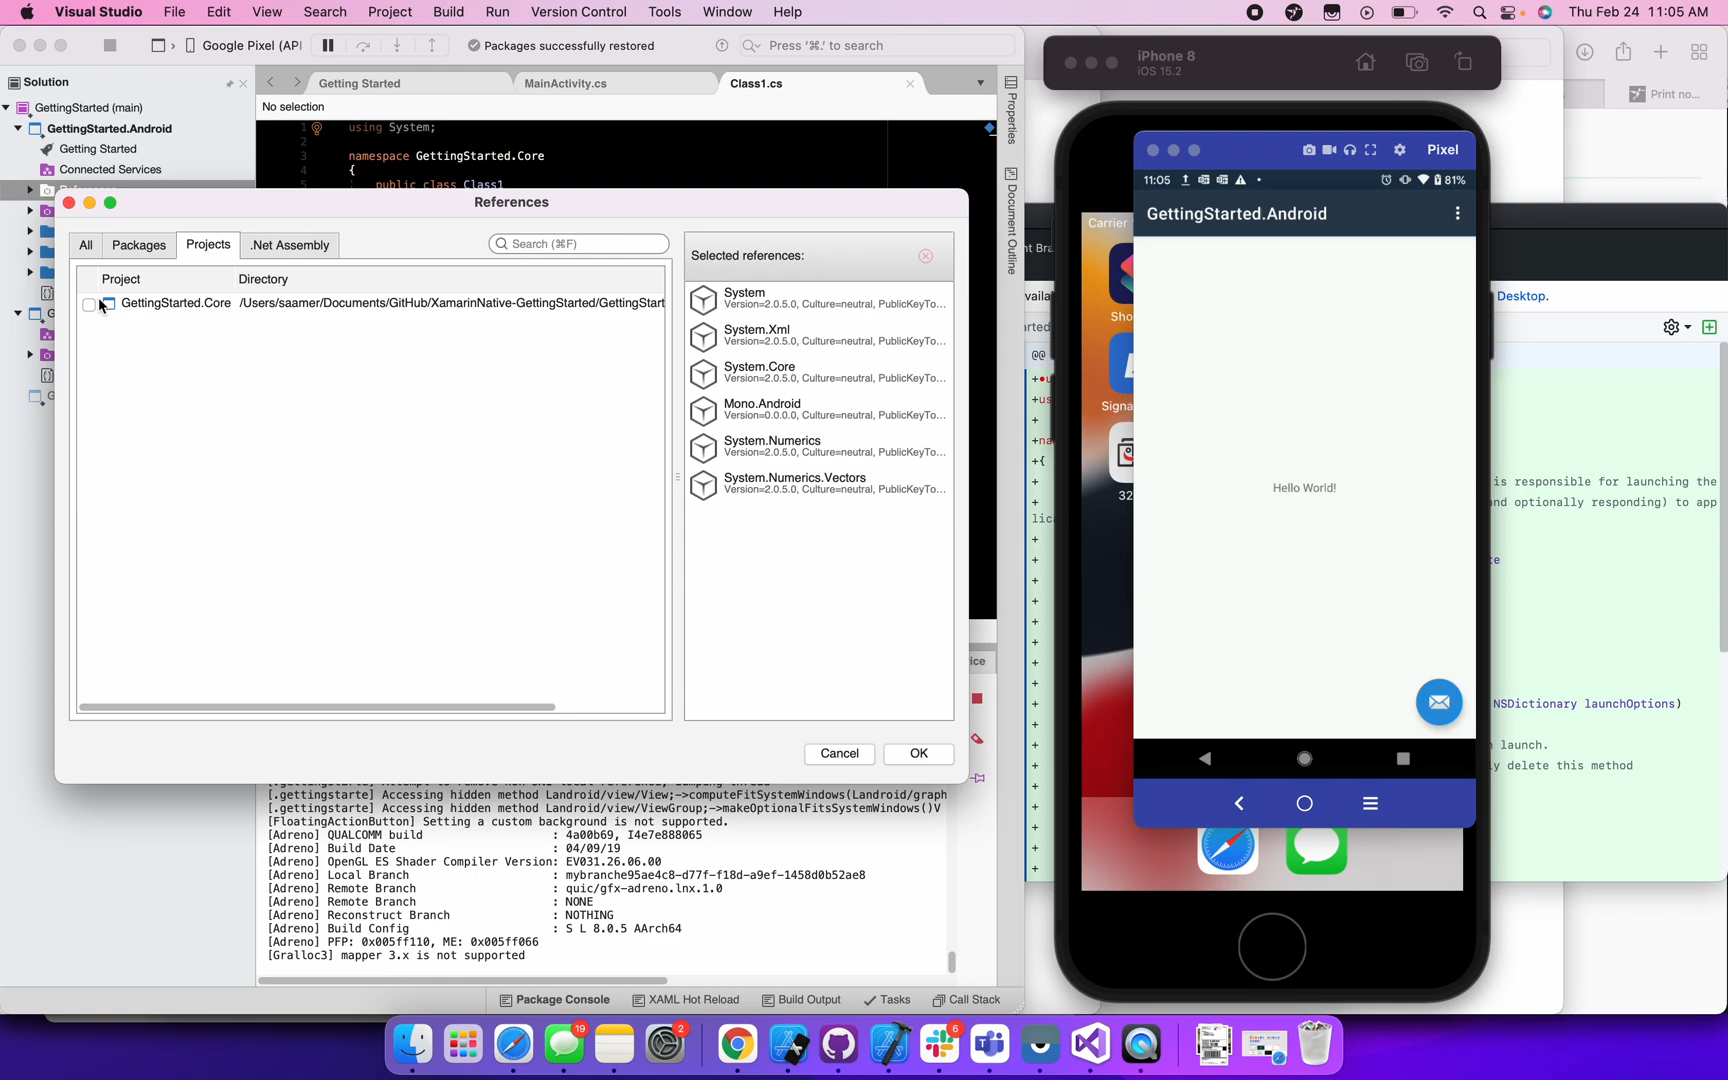 Visual Studio File Edit View Search Project Build Run Version Control Tools Window Help Thu Feb 24 11:05 AM
Google Pixel (API Packages successfully restored Press '⌘.' to search
Solution
Getting Started MainActivity.cs Class1.cs
No selection
GettingStarted (main)
GettingStarted.Android
Getting Started
Connected Services
1 using System;
2
3 namespace GettingStarted.Core
4 {
5 public class Class1
Properties
Document Outline
References
All Packages Projects .Net Assembly
Search (⌘F)
Project Directory
GettingStarted.Core /Users/saamer/Documents/GitHub/XamarinNative-GettingStarted/GettingStart
Selected references:
System
Version=2.0.5.0, Culture=neutral, PublicKeyTo...
System.Xml
Version=2.0.5.0, Culture=neutral, PublicKeyTo...
System.Core
Version=2.0.5.0, Culture=neutral, PublicKeyTo...
Mono.Android
Version=0.0.0.0, Culture=neutral, PublicKeyTo...
System.Numerics
Version=2.0.5.0, Culture=neutral, PublicKeyTo...
System.Numerics.Vectors
Version=2.0.5.0, Culture=neutral, PublicKeyTo...
Cancel OK
[.gettingstarte] Accessing hidden method Landroid/view/View;->computeFitSystemWindows(Landroid/graph
[.gettingstarte] Accessing hidden method Landroid/view/ViewGroup;->makeOptionalFitsSystemWindows()V
[FloatingActionButton] Setting a custom background is not supported.
[Adreno] QUALCOMM build : 4a00b69, I4e7e888065
[Adreno] Build Date : 04/09/19
[Adreno] OpenGL ES Shader Compiler Version: EV031.26.06.00
[Adreno] Local Branch : mybranche95ae4c8-d77f-f18d-a9ef-1458d0b52ae8
[Adreno] Remote Branch : quic/gfx-adreno.lnx.1.0
[Adreno] Remote Branch : NONE
[Adreno] Reconstruct Branch : NOTHING
[Adreno] Build Config : S L 8.0.5 AArch64
[Adreno] PFP: 0x005ff110, ME: 0x005ff066
[Gralloc3] mapper 3.x is not supported
Package Console XAML Hot Reload Build Output Tasks Call Stack
iPhone 8
iOS 15.2
Print no...
Pixel
11:05 81%
GettingStarted.Android
Hello World!
Carrier
Sho
Signa
32
Desktop.
@@
is responsible for launching the
nd optionally responding) to app
NSDictionary launchOptions)
launch.
y delete this method
19 2 6